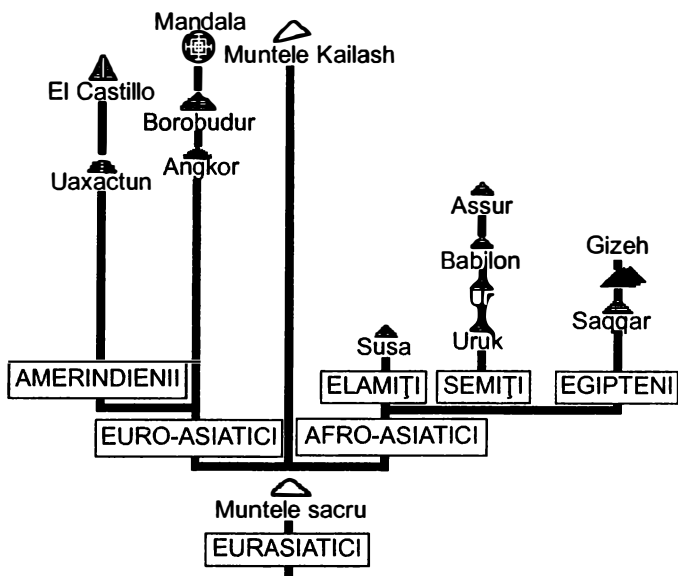 Mandala
Muntele Kailash
El Castillo
Borobudur
Angkor
Uaxactun
Assur
Babilon
Ur
Uruk
Gizeh
Saqqar
Susa
AMERINDIENII
ELAMIŢI
SEMIŢI
EGIPTENI
EURO-ASIATICI
AFRO-ASIATICI
Muntele sacru
EURASIATICI